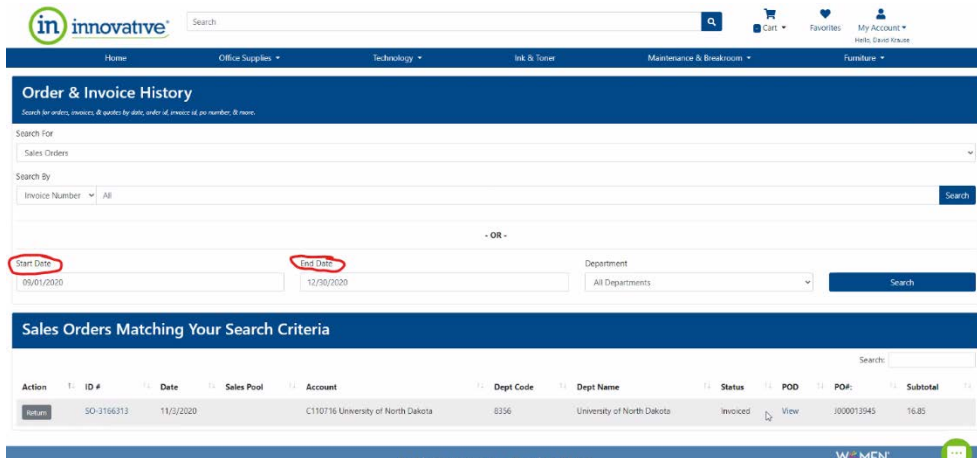 in innovative
Search
Cart
Favorites
My Account
Hello, David Krause
Home
Office Supplies
Technology
Ink & Toner
Maintenance & Breakroom
Furniture
Order & Invoice History
Search for orders, invoices, & quotes by date, order id, invoice id, po number, & more.
Search For
Sales Orders
Search By
Invoice Number All Search
- OR -
Start Date End Date Department
09/01/2020 12/30/2020 All Departments Search
Sales Orders Matching Your Search Criteria
Search:
Action ID # Date Sales Pool Account Dept Code Dept Name Status POD PO#: Subtotal
Return SO-3166313 11/3/2020 C110716 University of North Dakota 8356 University of North Dakota Invoiced View J000013945 16.85
WOMEN